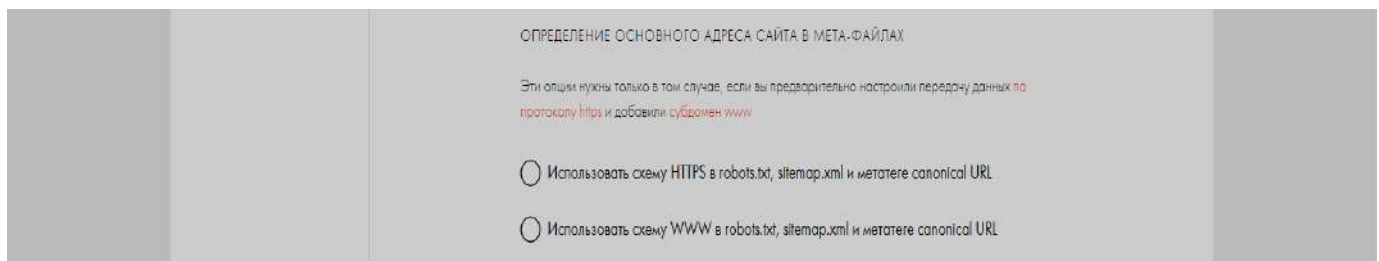 ОПРЕДЕЛЕНИЕ ОСНОВНОГО АДРЕСА САЙТА В МЕТА-ФАЙЛАХ
Эти опции нужны только в том случае, если вы предварительно настроили передачу данных по
протоколу https и добавили субдомен www
Использовать схему HTTPS в robots.txt, sitemap.xml и метатеге canonical URL
Использовать схему WWW в robots.txt, sitemap.xml и метатеге canonical URL